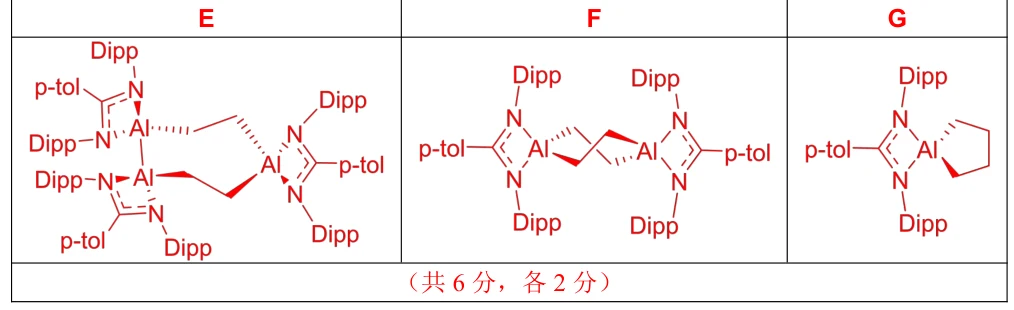 E F G
Dipp
p-tol N
Al
Dipp N
Dipp N Al
N
p-tol Dipp
Dipp
N
Al p-tol
N
Dipp
Dipp Dipp
N N
p-tol Al Al p-tol
N N
Dipp Dipp
Dipp
N
p-tol Al
N
Dipp
（共 6 分，各 2 分）